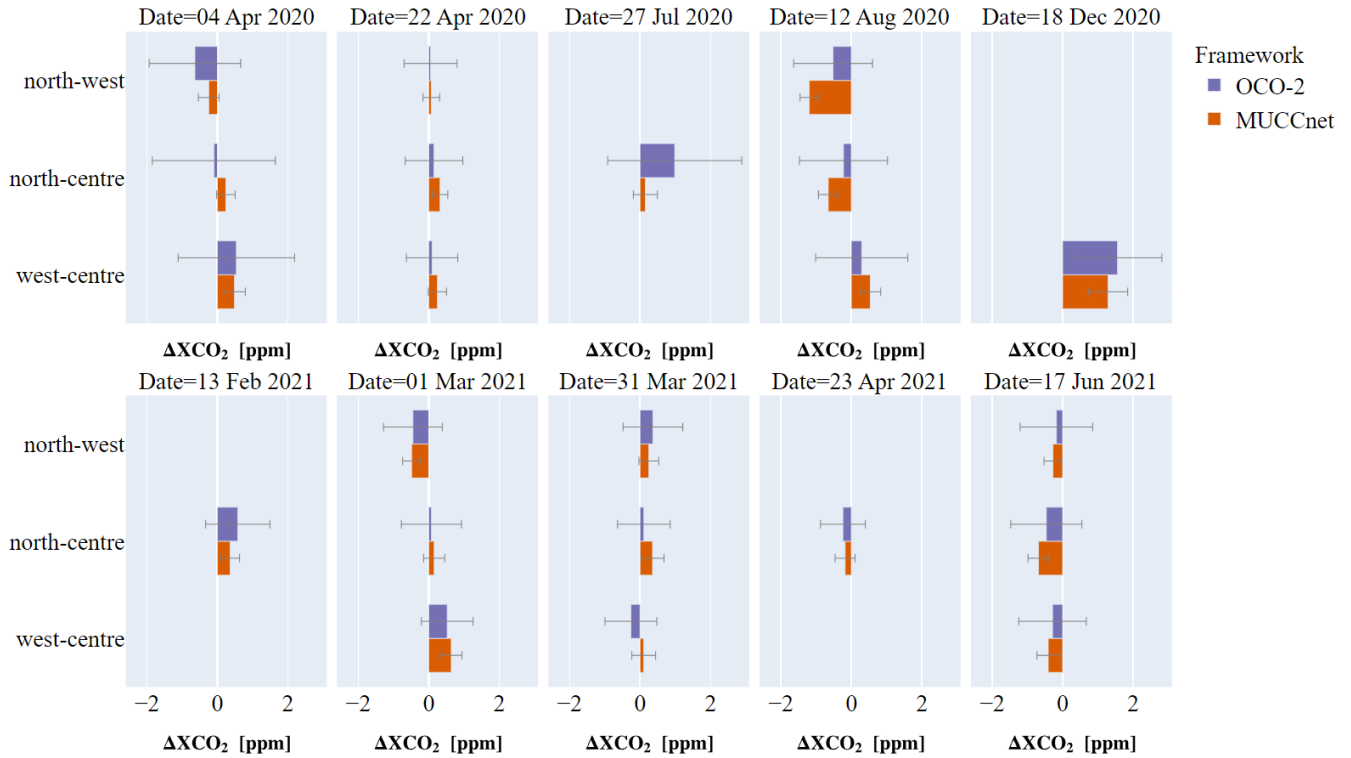 Date=04 Apr 2020 Date=22 Apr 2020 Date=27 Jul 2020 Date=12 Aug 2020 Date=18 Dec 2020
Framework
OCO-2
MUCCnet
north-west
north-centre
west-centre
ΔXCO₂ [ppm] ΔXCO₂ [ppm] ΔXCO₂ [ppm] ΔXCO₂ [ppm] ΔXCO₂ [ppm]
Date=13 Feb 2021 Date=01 Mar 2021 Date=31 Mar 2021 Date=23 Apr 2021 Date=17 Jun 2021
north-west
north-centre
west-centre
−2 0 2 −2 0 2 −2 0 2 −2 0 2 −2 0 2
ΔXCO₂ [ppm] ΔXCO₂ [ppm] ΔXCO₂ [ppm] ΔXCO₂ [ppm] ΔXCO₂ [ppm]